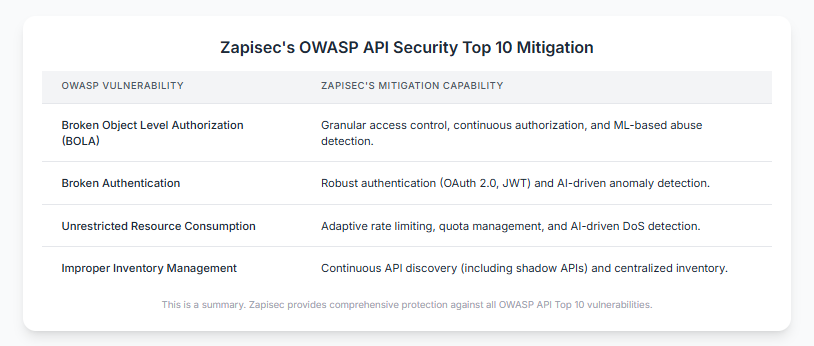 Zapisec's OWASP API Security Top 10 Mitigation
OWASP VULNERABILITY
ZAPISEC'S MITIGATION CAPABILITY
Broken Object Level Authorization
(BOLA)
Granular access control, continuous authorization, and ML-based abuse
detection.
Broken Authentication
Robust authentication (OAuth 2.0, JWT) and AI-driven anomaly detection.
Unrestricted Resource Consumption
Adaptive rate limiting, quota management, and AI-driven DoS detection.
Improper Inventory Management
Continuous API discovery (including shadow APIs) and centralized inventory.
This is a summary. Zapisec provides comprehensive protection against all OWASP API Top 10 vulnerabilities.